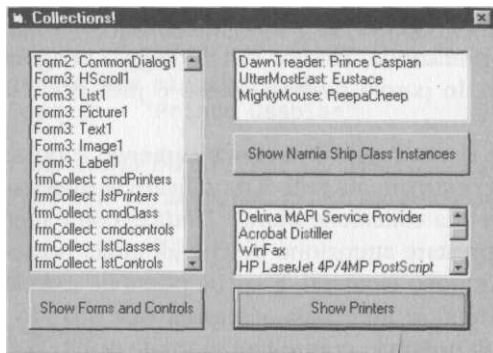 Collections!
Form2: CommonDialog1
Form3: HScroll1
Form3: List1
Form3: Picture1
Form3: Text1
Form3: Image1
Form3: Label1
frmCollect: cmdPrinters
frmCollect: lstPrinters
frmCollect: cmdClass
frmCollect: cmdcontrols
frmCollect: lstClasses
frmCollect: lstControls
Show Forms and Controls
DawnTreader: Prince Caspian
UtterMostEast: Eustace
MightyMouse: ReepaCheep
Show Narnia Ship Class Instances
Delrina MAPI Service Provider
Acrobat Distiller
WinFax
HP LaserJet 4P/4MP PostScript
Show Printers